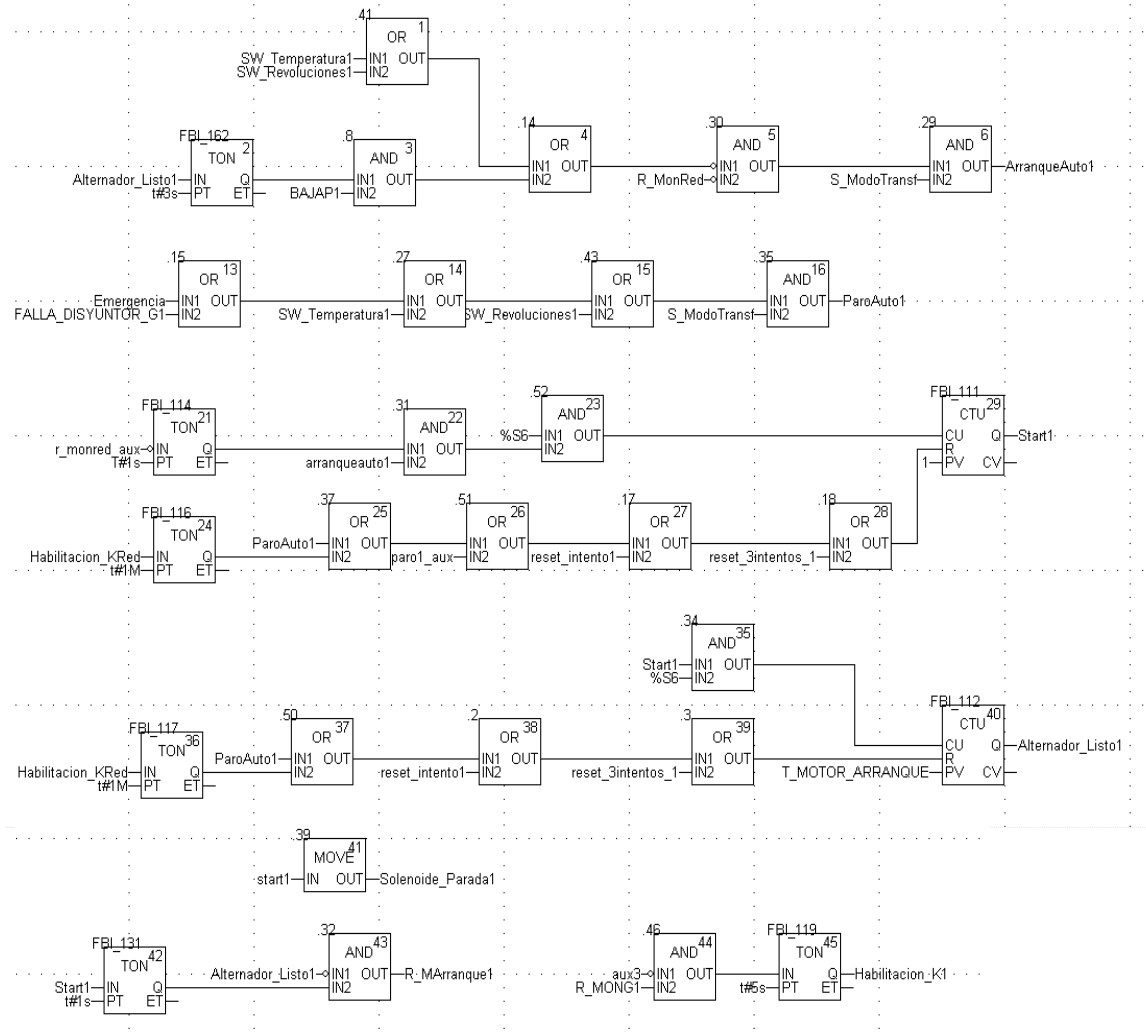 .41
OR 1
SW_Temperatura1 IN1 OUT
SW_Revoluciones1 IN2
FBI_162 .8 .14 .30 .29
TON 2 AND 3 OR 4 AND 5 AND 6
Alternador_Listo1 IN Q IN1 OUT IN1 OUT IN1 OUT IN1 OUT ArranqueAuto1
t#3s PT ET BAJAP1 IN2 IN2 R_MonRed IN2 S_ModoTransf IN2
.15 .27 .43 .35
OR 13 OR 14 OR 15 AND 16
Emergencia IN1 OUT IN1 OUT IN1 OUT IN1 OUT ParoAuto1
FALLA_DISYUNTOR_G1 IN2 SW_Temperatura1 IN2 SW_Revoluciones1 IN2 S_ModoTransf IN2
FBI_114 .31 .52 FBI_111
TON 21 AND 22 AND 23 CTU 29
r_monred_aux IN Q IN1 OUT %S6 IN1 OUT CU Q Start1
T#1s PT ET arranqueauto1 IN2 IN2 R
1 PV CV
FBI_116 .37 .51 .17 .18
TON 24 OR 25 OR 26 OR 27 OR 28
Habilitacion_KRed IN Q ParoAuto1 IN1 OUT IN1 OUT IN1 OUT IN1 OUT
t#1M PT ET IN2 paro1_aux IN2 reset_intento1 IN2 reset_3intentos_1 IN2
.34
AND 35
Start1 IN1 OUT
%S6 IN2
FBI_117 .50 .2 .3 FBI_112
TON 36 OR 37 OR 38 OR 39 CTU 40
Habilitacion_KRed IN Q ParoAuto1 IN1 OUT IN1 OUT IN1 OUT CU Q Alternador_Listo1
R
t#1M PT ET IN2 reset_intento1 IN2 reset_3intentos_1 IN2 T_MOTOR_ARRANQUE PV CV
.39
MOVE 41
start1 IN OUT Solenoide_Parada1
FBI_131 .32 .46 FBI_119
TON 42 AND 43 AND 44 TON 45
Start1 IN Q Alternador_Listo1 IN1 OUT R_MArranque1 aux3 IN1 OUT IN Q Habilitacion_K1
t#1s PT ET IN2 R_MONG1 IN2 t#5s PT ET